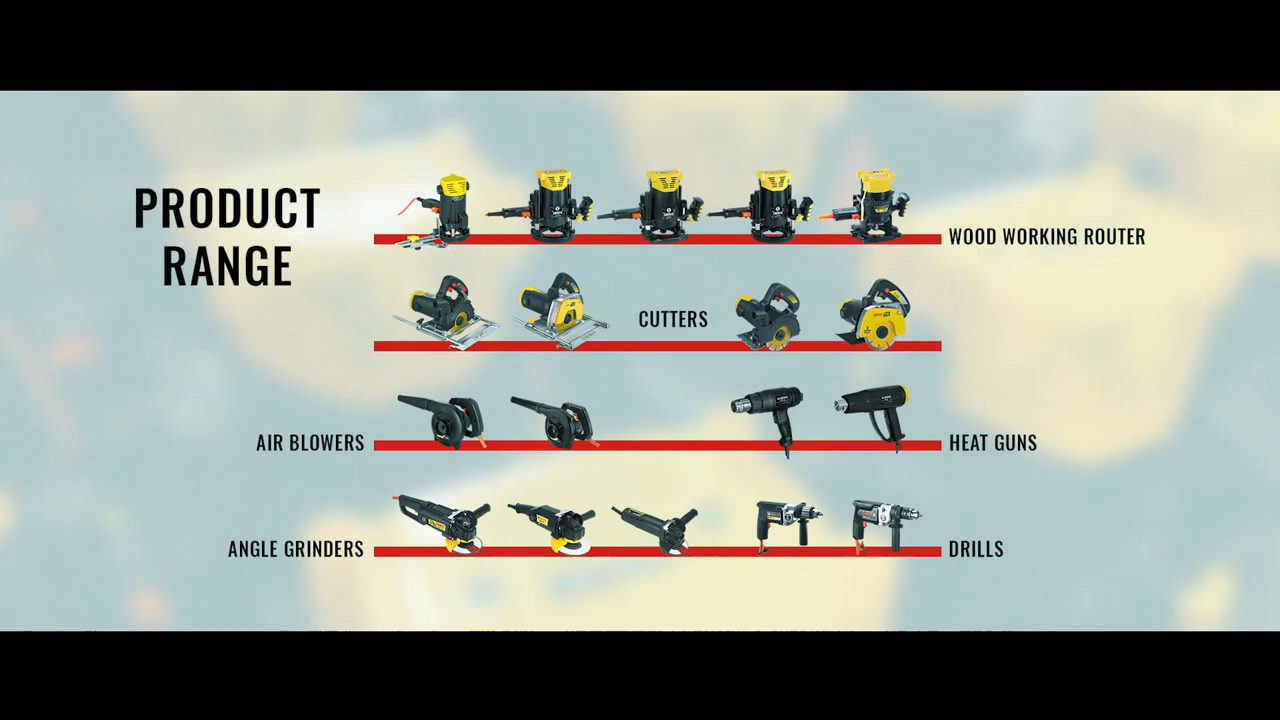 PRODUCT
RANGE
WOOD WORKING ROUTER
CUTTERS
AIR BLOWERS
HEAT GUNS
ANGLE GRINDERS
DRILLS